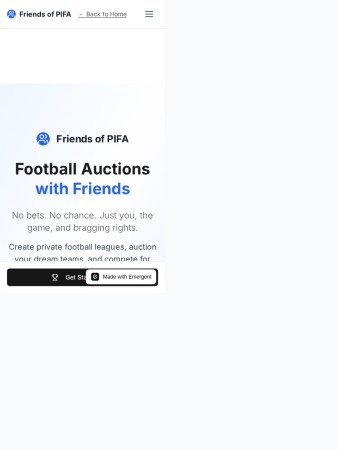 Friends of PIFA
← Back to Home
Friends of PIFA
Football Auctions
with Friends
No bets. No chance. Just you, the
game, and bragging rights.
Create private football leagues, auction
your dream teams, and compete for
Get Sta
Made with Emergent